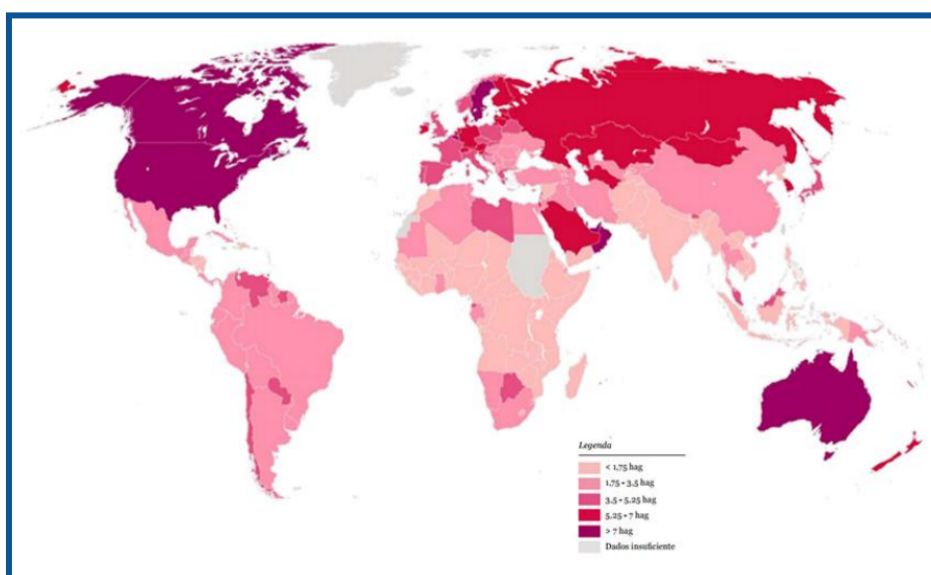 Legenda
< 1,75 hag
1,75 - 3,5 hag
3,5 - 5,25 hag
5,25 - 7 hag
> 7 hag
Dados insuficiente